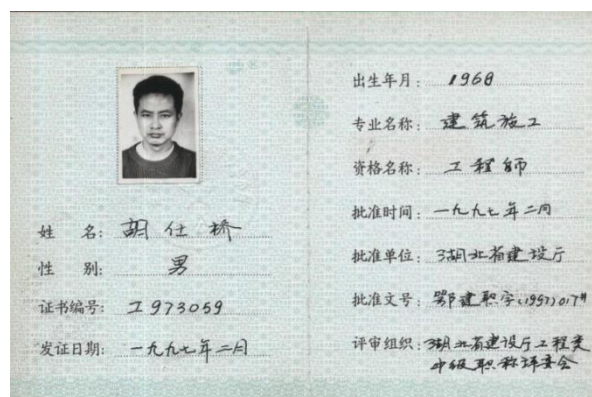 姓 名: 胡仕桥
性 别: 男
证书编号: 工973059
发证日期: 一九九七年二月
出生年月: 1968
专业名称: 建筑施工
资格名称: 工程师
批准时间: 一九九七年二月
批准单位: 湖北省建设厅
批准文号: 鄂建职字(1997)017#
评审组织: 湖北省建设厅工程类
中级职称评委会